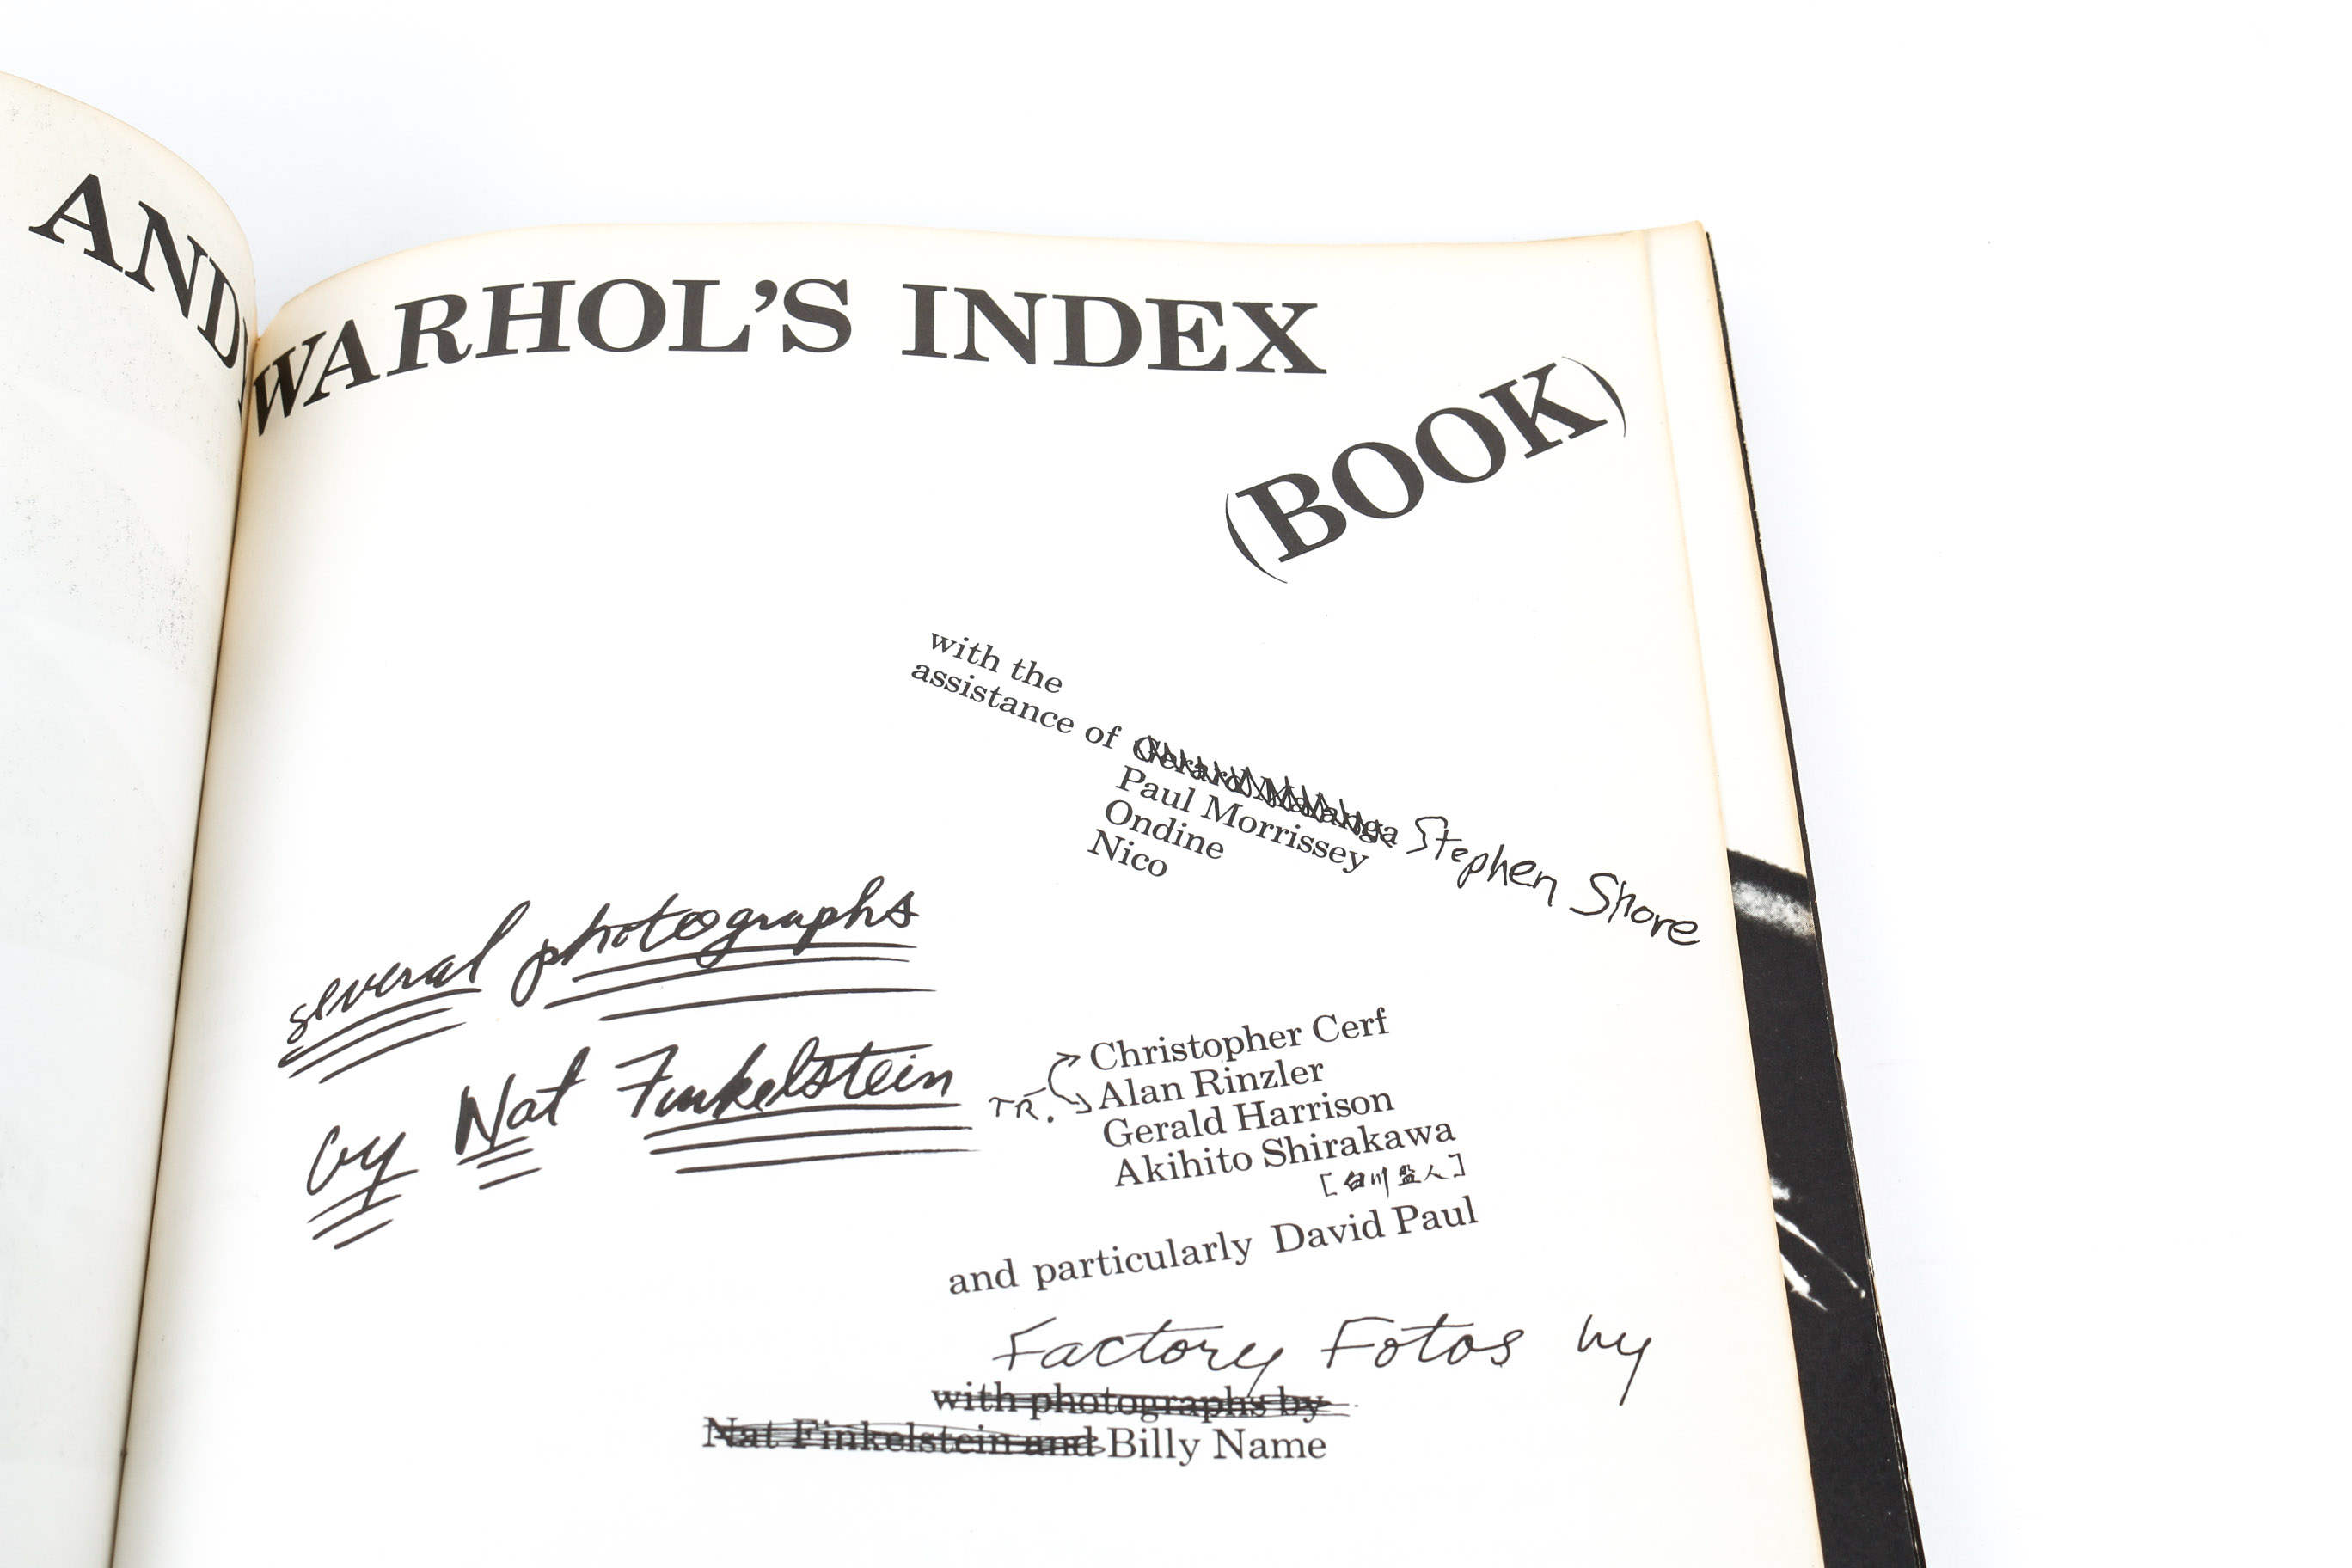 ANDY WARHOL'S INDEX
(BOOK)
with the
assistance of Gerard Malanga Stephen Shore
Paul Morrissey
Ondine
Nico
several photographs
by Nat Finkelstein
TR.
Christopher Cerf
Alan Rinzler
Gerald Harrison
Akihito Shirakawa
[白川盟人]
and particularly David Paul
Factory Fotos by
with photographs by
Nat Finkelstein and Billy Name